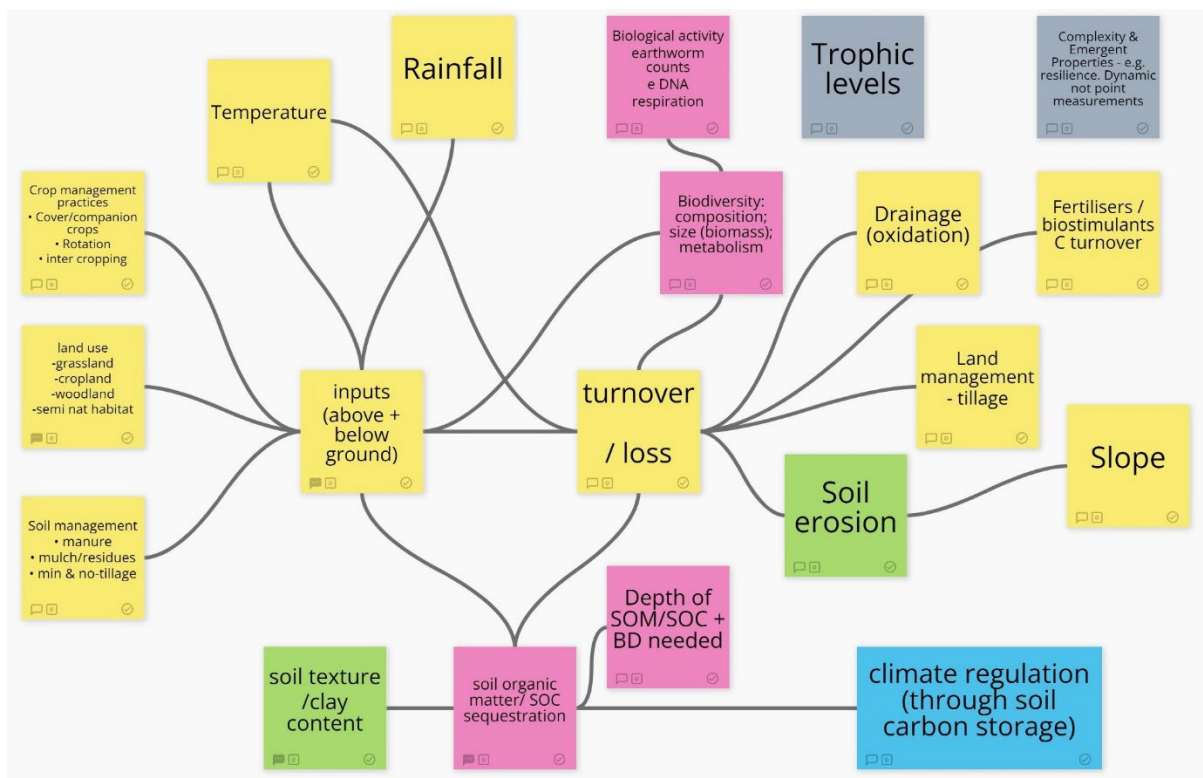 Temperature
Rainfall
Biological activity
earthworm
counts
e DNA
respiration
Trophic
levels
Complexity &
Emergent
Properties - e.g.
resilience. Dynamic
not point
measurements
Crop management
practices
• Cover/companion
crops
• Rotation
• inter cropping
Biodiversity:
composition;
size (biomass);
metabolism
Drainage
(oxidation)
Fertilisers /
biostimulants
C turnover
land use
-grassland
-cropland
-woodland
-semi nat habitat
inputs
(above +
below
ground)
turnover
/ loss
Land
management
- tillage
Slope
Soil
erosion
Soil management
• manure
• mulch/residues
• min & no-tillage
Depth of
SOM/SOC +
BD needed
soil texture
/clay
content
soil organic
matter/ SOC
sequestration
climate regulation
(through soil
carbon storage)